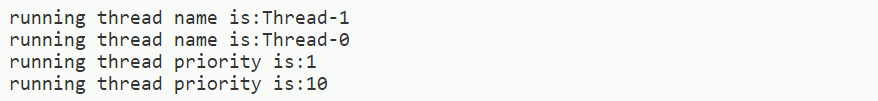 running thread name is:Thread-1
running thread name is:Thread-0
running thread priority is:1
running thread priority is:10